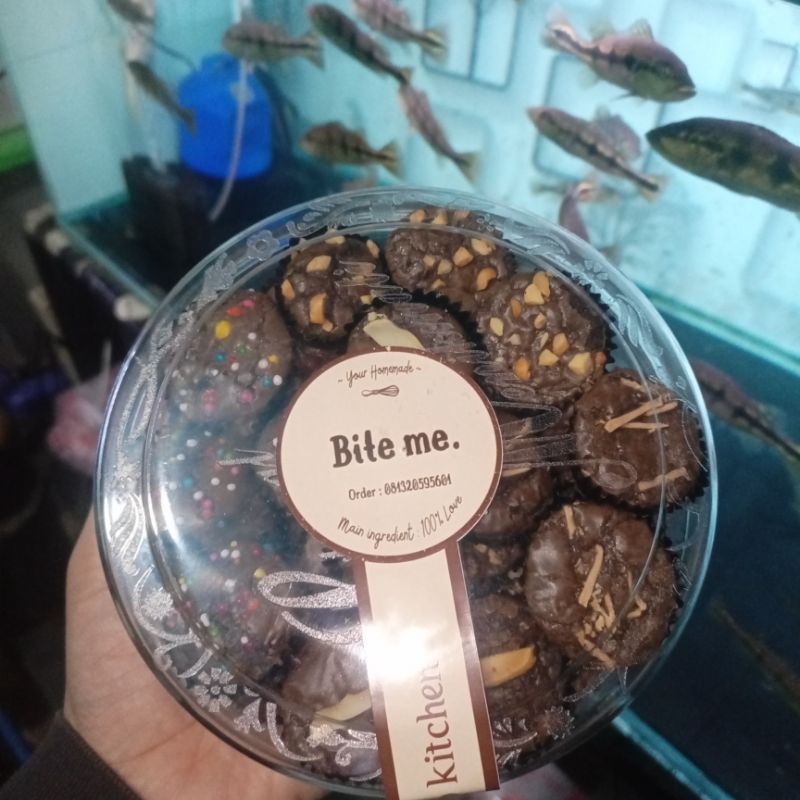 ~ Your Homemade ~
Bite me.
Order : 081320595601
Main ingredient : 100% Love
kitchen